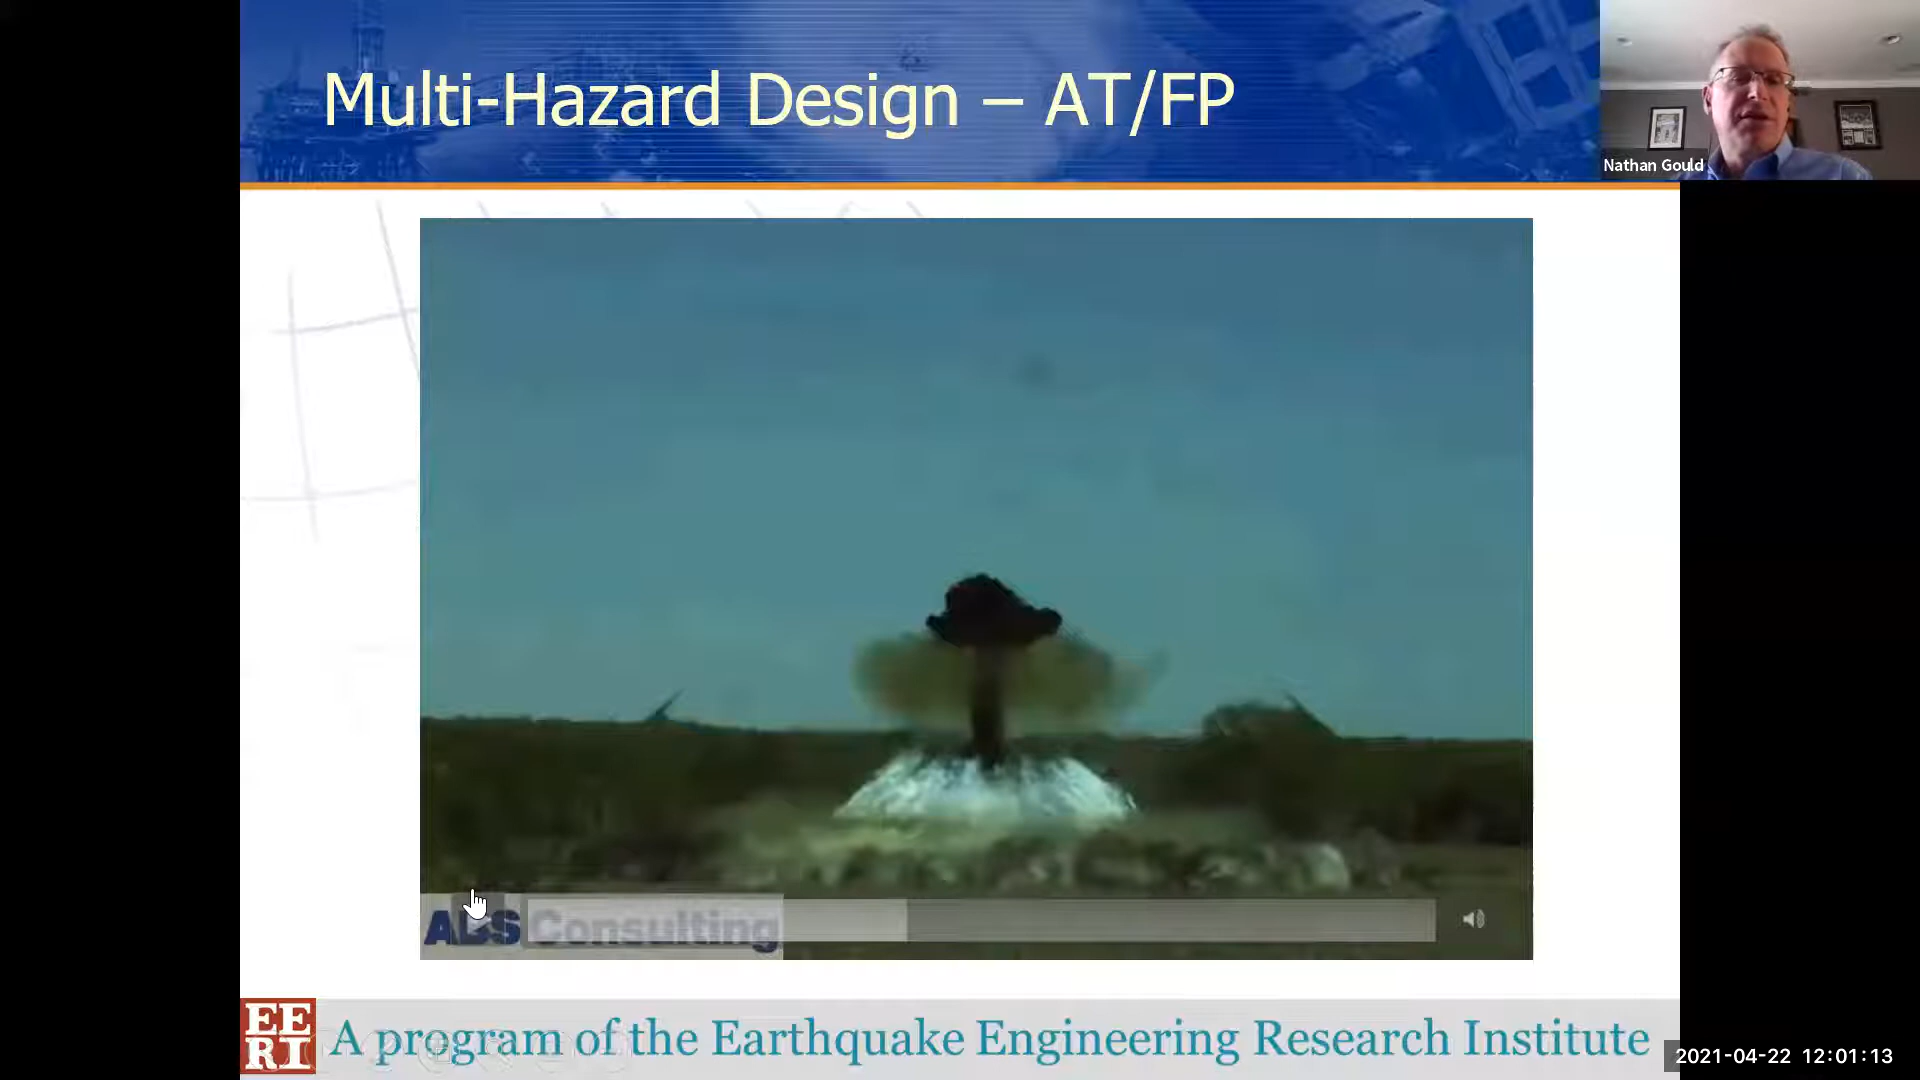 Multi-Hazard Design – AT/FP
Nathan Gould
ABS Consulting
EE
RI
A program of the Earthquake Engineering Research Institute
2021-04-22 12:01:13